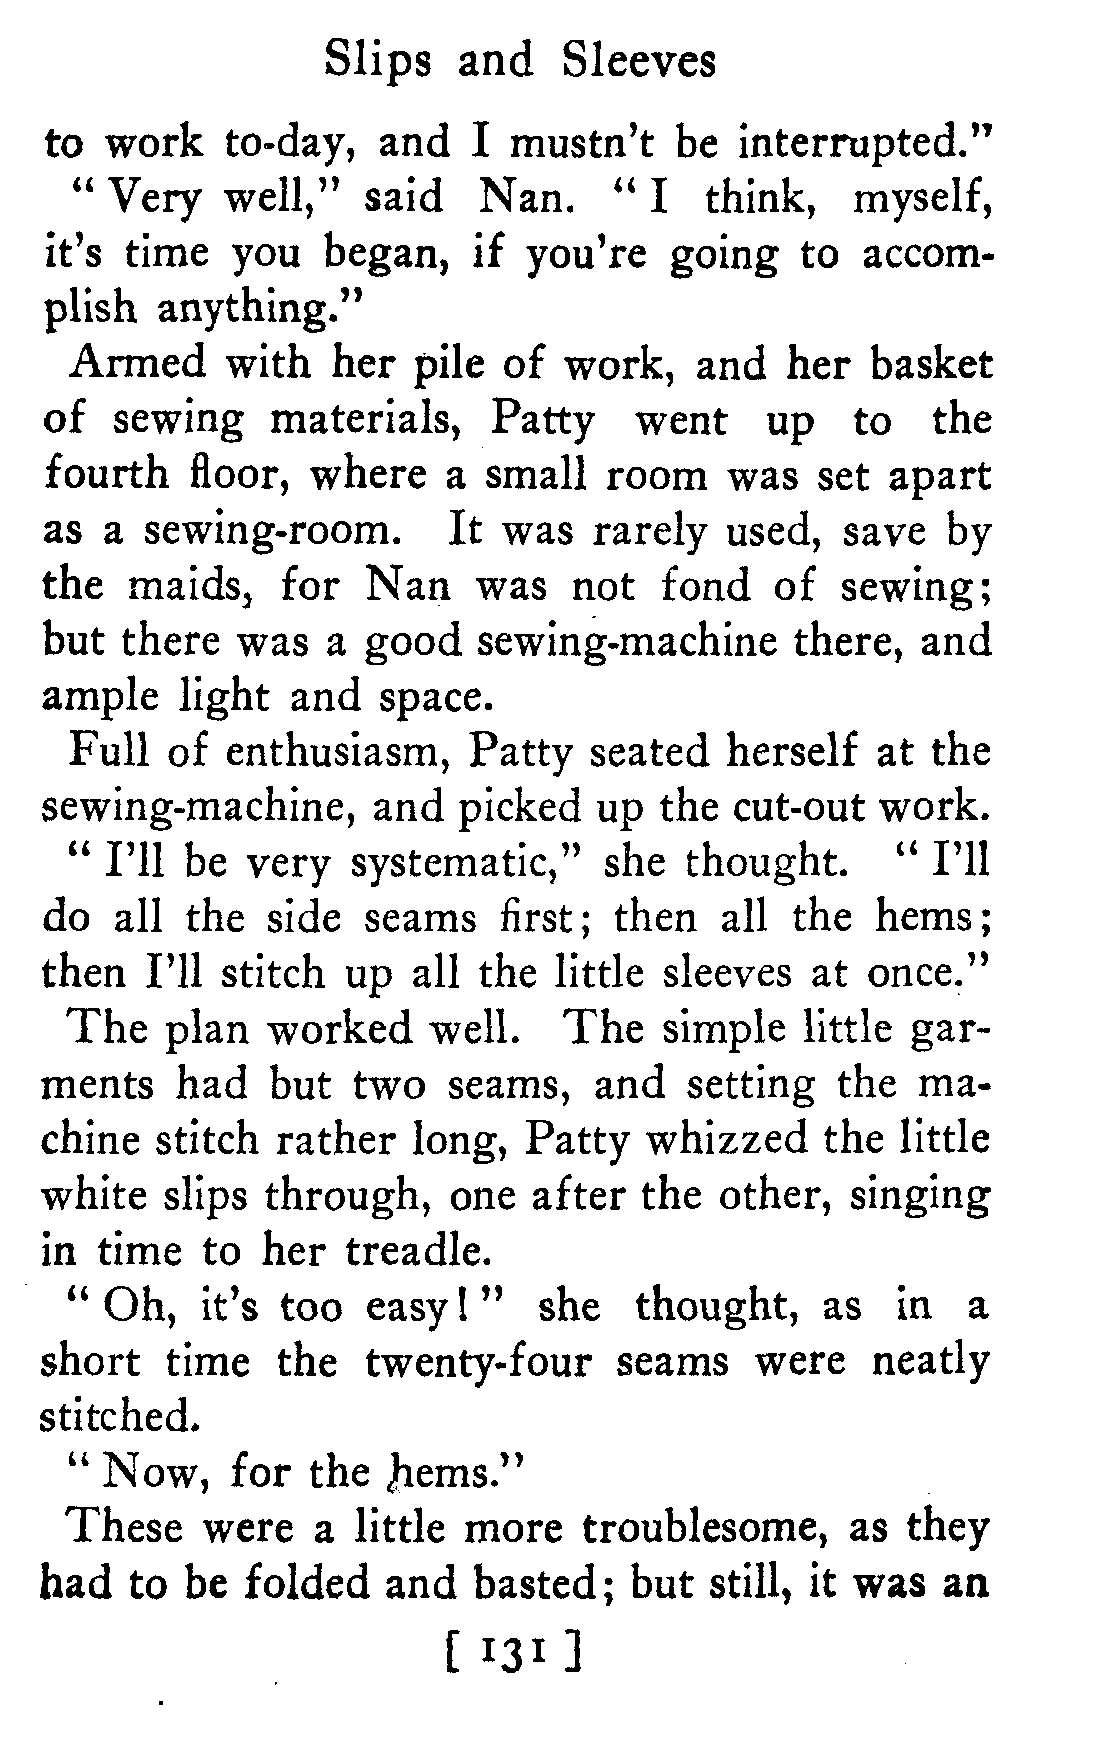 Slips and Sleeves
to work to-day, and I mustn't be interrupted."
" Very well," said Nan. " I think, myself,
it's time you began, if you're going to accom-
plish anything."
Armed with her pile of work, and her basket
of sewing materials, Patty went up to the
fourth floor, where a small room was set apart
as a sewing-room. It was rarely used, save by
the maids, for Nan was not fond of sewing;
but there was a good sewing-machine there, and
ample light and space.
Full of enthusiasm, Patty seated herself at the
sewing-machine, and picked up the cut-out work.
" I'll be very systematic," she thought. " I'll
do all the side seams first; then all the hems;
then I'll stitch up all the little sleeves at once."
The plan worked well. The simple little gar-
ments had but two seams, and setting the ma-
chine stitch rather long, Patty whizzed the little
white slips through, one after the other, singing
in time to her treadle.
" Oh, it's too easy! " she thought, as in a
short time the twenty-four seams were neatly
stitched.
" Now, for the hems."
These were a little more troublesome, as they
had to be folded and basted; but still, it was an
[ 131 ]